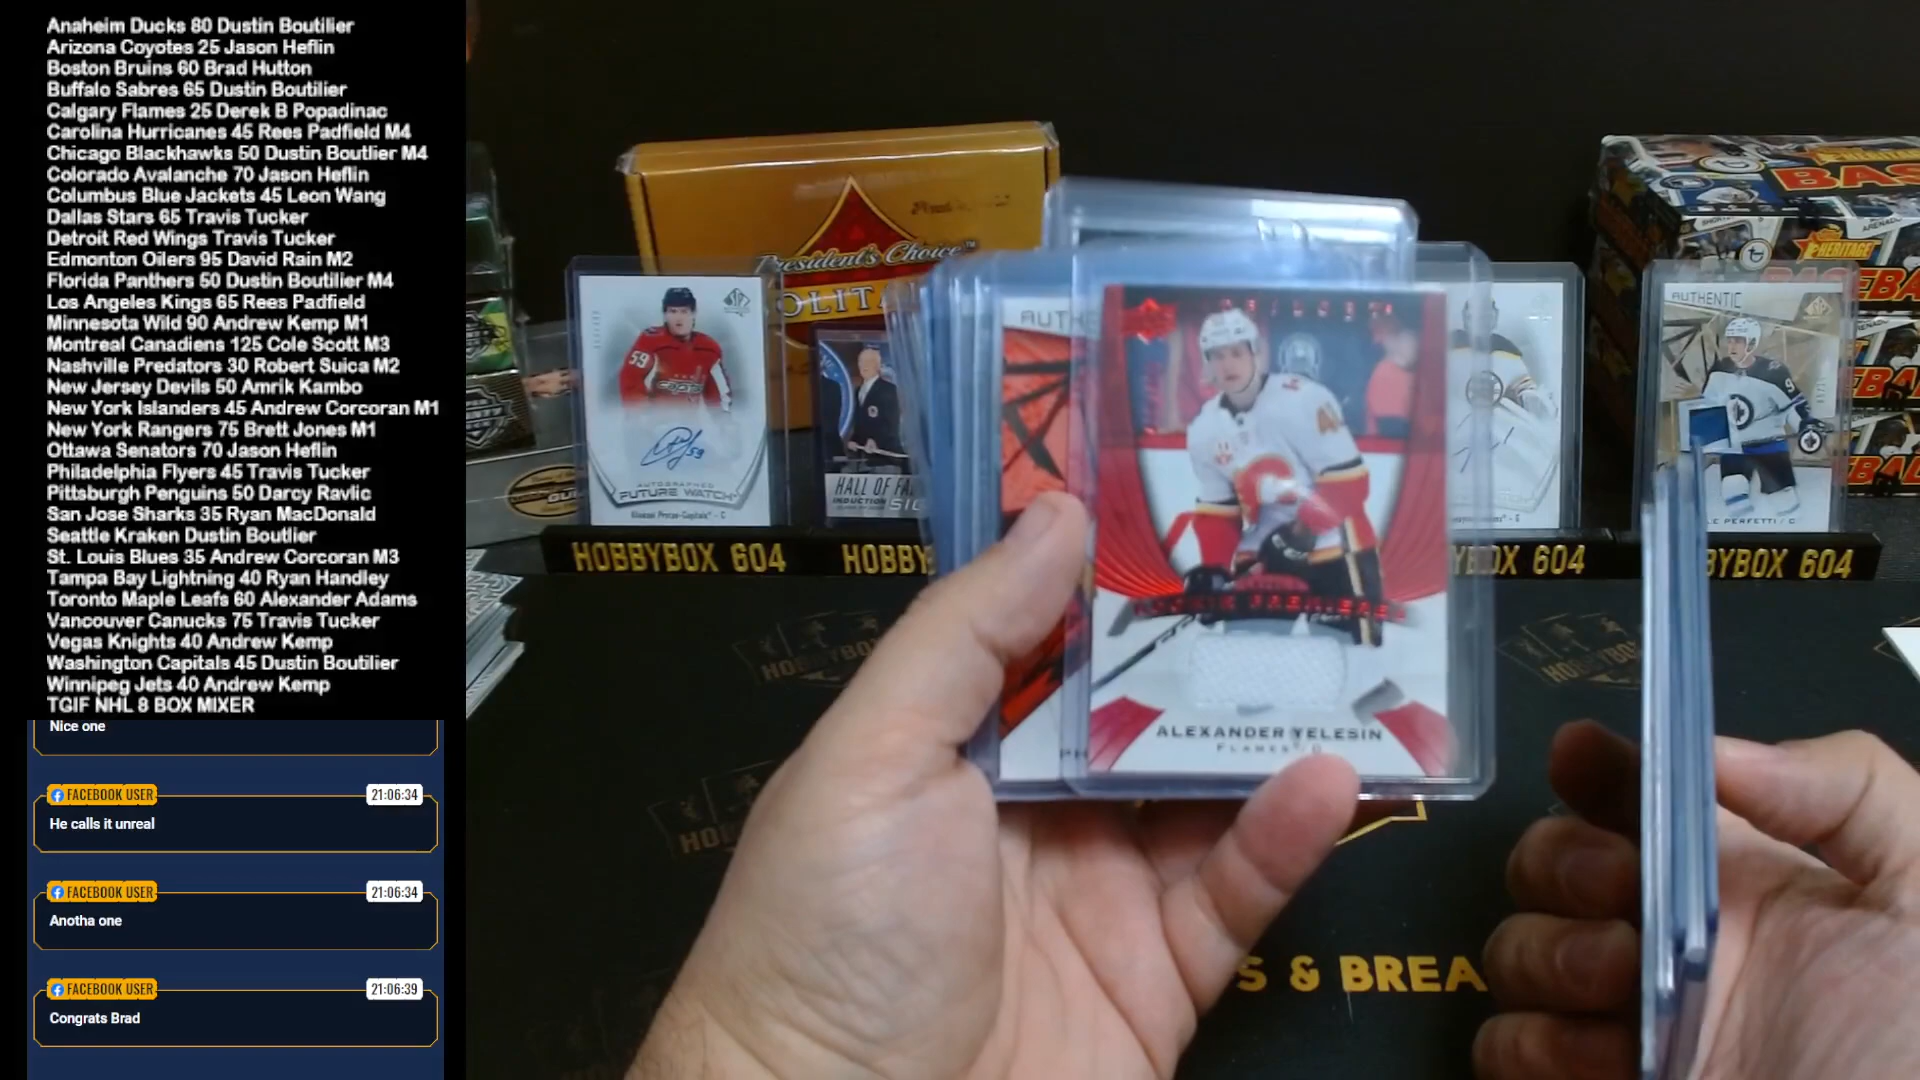 Anaheim Ducks 80 Dustin Boutilier
Arizona Coyotes 25 Jason Heflin
Boston Bruins 60 Brad Hutton
Buffalo Sabres 65 Dustin Boutilier
Calgary Flames 25 Derek B Popadinac
Carolina Hurricanes 45 Rees Padfield M4
Chicago Blackhawks 50 Dustin Boutlier M4
Colorado Avalanche 70 Jason Heflin
Columbus Blue Jackets 45 Leon Wang
Dallas Stars 65 Travis Tucker
Detroit Red Wings Travis Tucker
Edmonton Oilers 95 David Rain M2
Florida Panthers 50 Dustin Boutilier M4
Los Angeles Kings 65 Rees Padfield
Minnesota Wild 90 Andrew Kemp M1
Montreal Canadiens 125 Cole Scott M3
Nashville Predators 30 Robert Suica M2
New Jersey Devils 50 Amrik Kambo
New York Islanders 45 Andrew Corcoran M1
New York Rangers 75 Brett Jones M1
Ottawa Senators 70 Jason Heflin
Philadelphia Flyers 45 Travis Tucker
Pittsburgh Penguins 50 Darcy Ravlic
San Jose Sharks 35 Ryan MacDonald
Seattle Kraken Dustin Boutlier
St. Louis Blues 35 Andrew Corcoran M3
Tampa Bay Lightning 40 Ryan Handley
Toronto Maple Leafs 60 Alexander Adams
Vancouver Canucks 75 Travis Tucker
Vegas Knights 40 Andrew Kemp
Washington Capitals 45 Dustin Boutilier
Winnipeg Jets 40 Andrew Kemp
TGIF NHL 8 BOX MIXER
Nice one
FACEBOOK USER 21:06:34
He calls it unreal
FACEBOOK USER 21:06:34
Anotha one
FACEBOOK USER 21:06:39
Congrats Brad
President's Choice
59
AUTOGRAPHED
FUTURE WATCH
HALL OF FA
INDUCTION
AUTH
ALEXANDER YELESIN
FLAMES / D
AUTHENTIC
LE PERFETTI / C
HERITAGE
BAS
HOBBYBOX 604
HOBBYB
YBOX 604
BYBOX 604
S & BREA